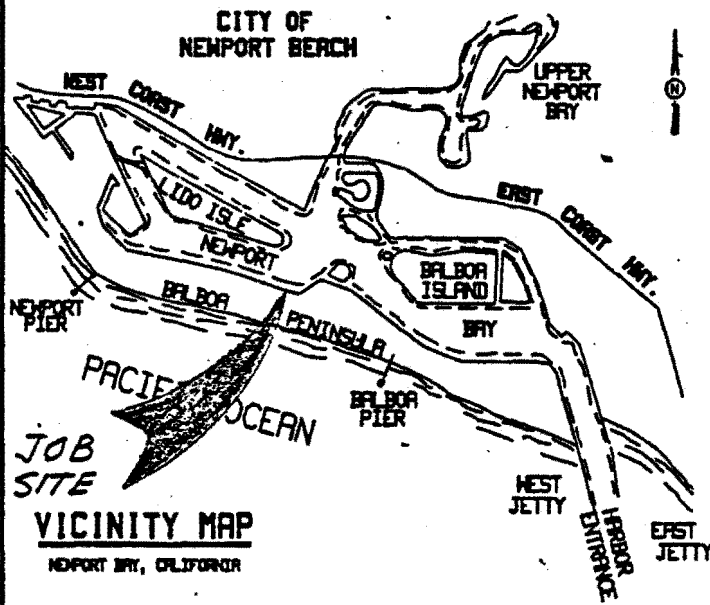 CITY OF
NEWPORT BEACH
UPPER
NEWPORT
BAY
N
WEST COAST HWY.
EAST COAST HWY.
LIDO ISLE
NEWPORT
BALBOA
ISLAND
BAY
NEWPORT
PIER
BALBOA PENINSULA
PACIFIC OCEAN
BALBOA
PIER
JOB
SITE
WEST
JETTY
HARBOR
ENTRANCE
EAST
JETTY
VICINITY MAP
NEWPORT BAY, CALIFORNIA